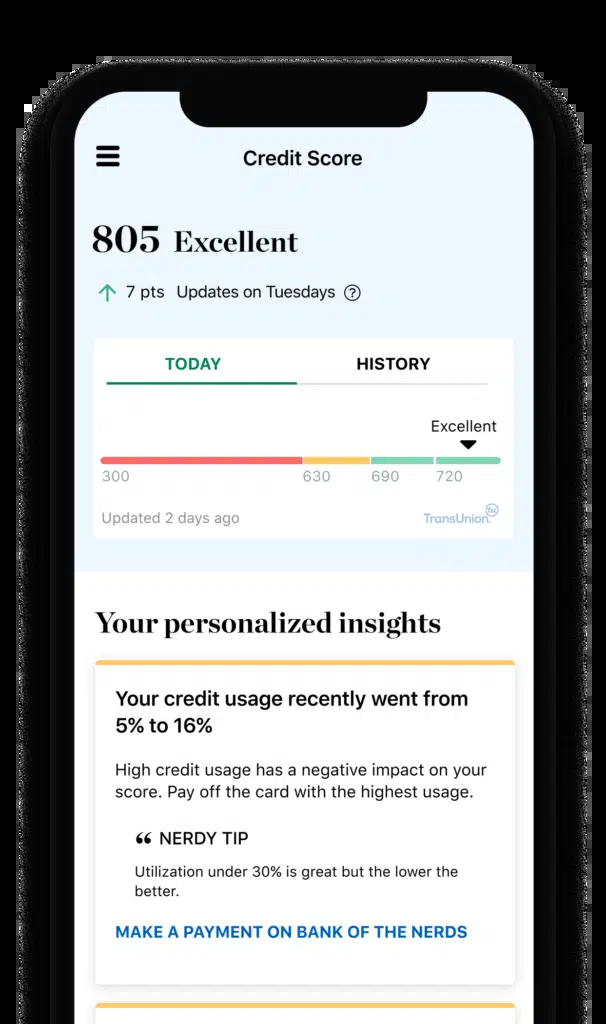 Credit Score
805 Excellent
↑ 7 pts Updates on Tuesdays ?
TODAY HISTORY
Excellent
300 630 690 720
Updated 2 days ago TransUnion. tu
Your personalized insights
Your credit usage recently went from
5% to 16%
High credit usage has a negative impact on your
score. Pay off the card with the highest usage.
“ NERDY TIP
Utilization under 30% is great but the lower the
better.
MAKE A PAYMENT ON BANK OF THE NERDS